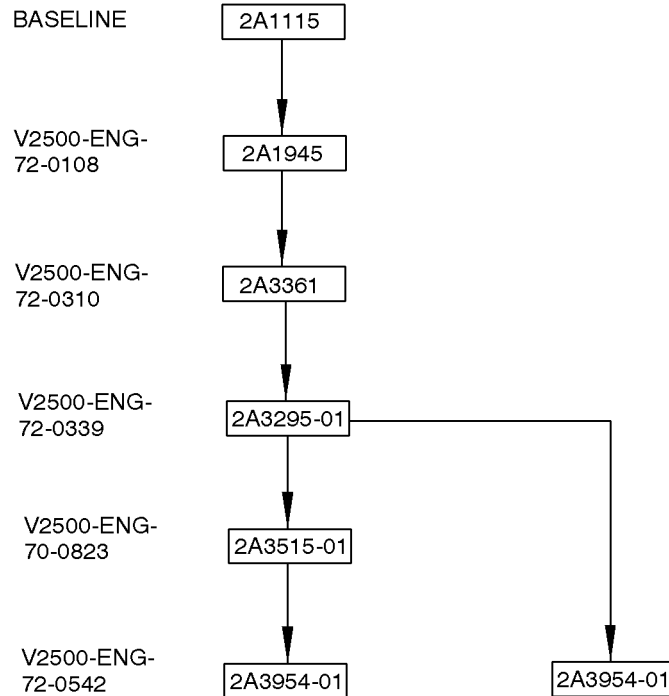 BASELINE
2A1115
V2500-ENG-
72-0108
2A1945
V2500-ENG-
72-0310
2A3361
V2500-ENG-
72-0339
2A3295-01
V2500-ENG-
70-0823
2A3515-01
V2500-ENG-
72-0542
2A3954-01
2A3954-01